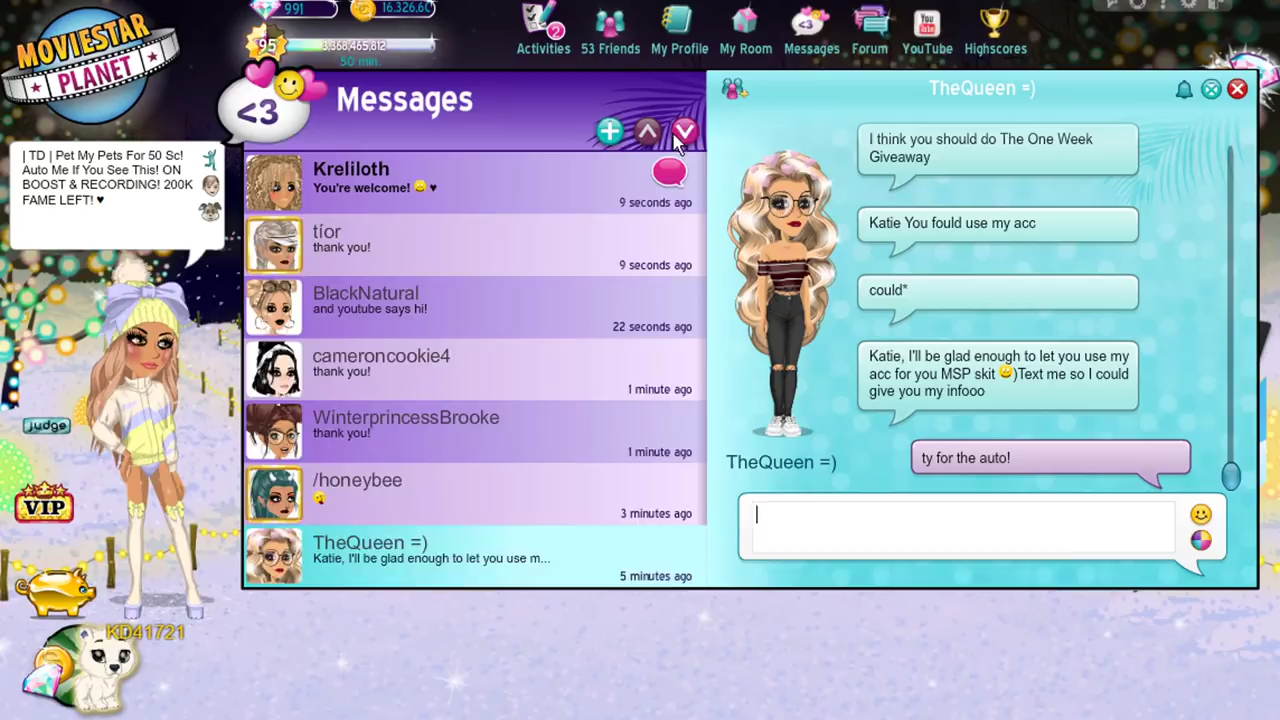 MOVIESTAR
PLANET
991
16,326,60
95
3,368,465,812
50 min.
2
<3
YouTube
Activities
53 Friends
My Profile
My Room
Messages
Forum
YouTube
Highscores
<3
Messages
TheQueen =)
| TD | Pet My Pets For 50 Sc!
Auto Me If You See This! ON
BOOST & RECORDING! 200K
FAME LEFT! ♥
Kreliloth
You're welcome! 😀 ♥
9 seconds ago
tíor
thank you!
9 seconds ago
BlackNatural
and youtube says hi!
22 seconds ago
cameroncookie4
thank you!
1 minute ago
WinterprincessBrooke
thank you!
1 minute ago
/honeybee
3 minutes ago
TheQueen =)
Katie, I'll be glad enough to let you use m...
5 minutes ago
I think you should do The One Week
Giveaway
Katie You fould use my acc
could*
Katie, I'll be glad enough to let you use my
acc for you MSP skit 😀)Text me so I could
give you my infooo
ty for the auto!
TheQueen =)
judge
VIP
KD41721